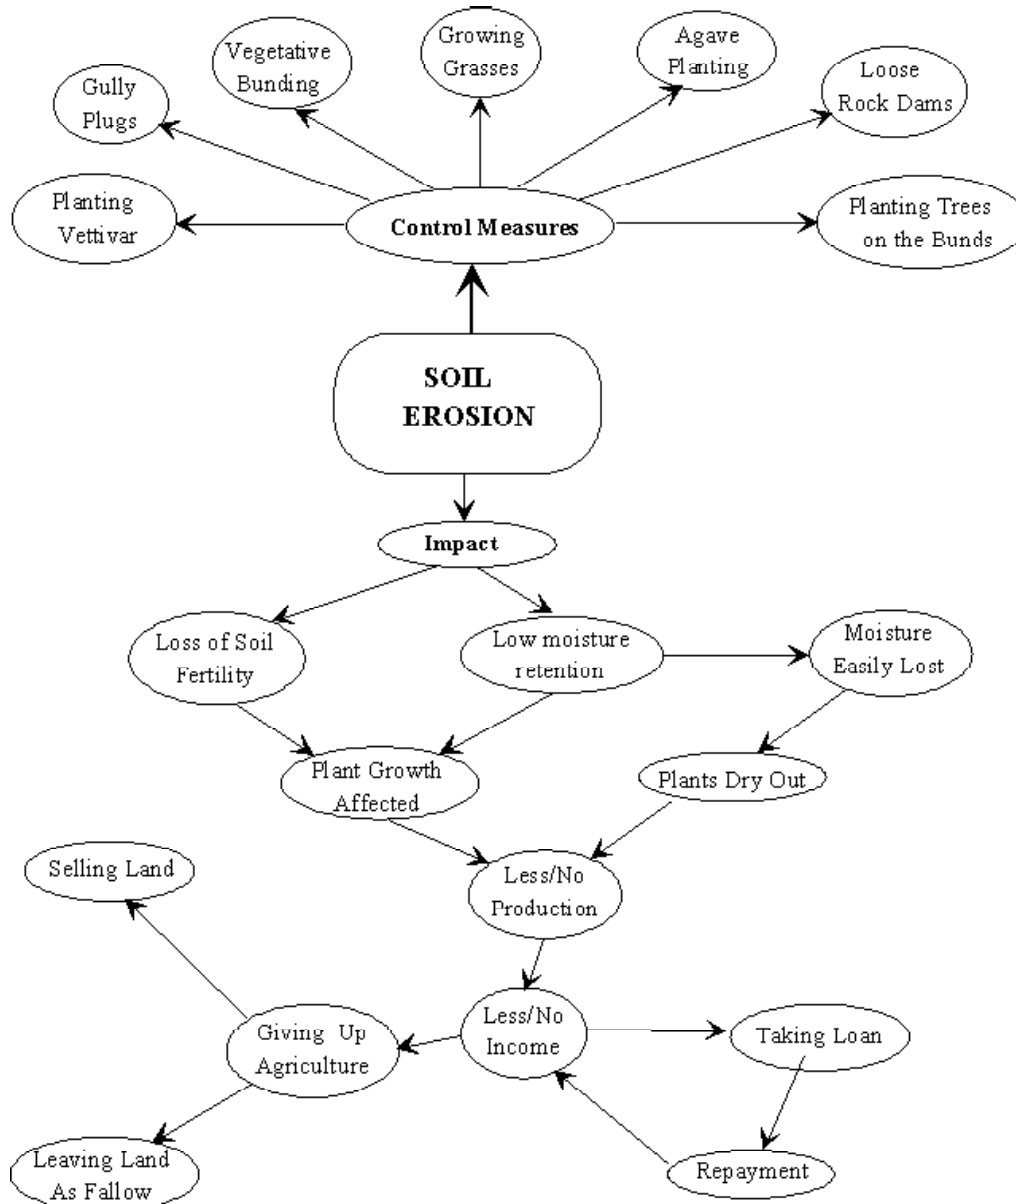 Growing
Grasses
Agave
Planting
Vegetative
Bunding
Loose
Rock Dams
Gully
Plugs
Planting
Vettivar
Control Measures
Planting Trees
on the Bunds
SOIL
EROSION
Impact
Loss of Soil
Fertility
Low moisture
retention
Moisture
Easily Lost
Plant Growth
Affected
Plants Dry Out
Selling Land
Less/No
Production
Giving Up
Agriculture
Less/No
Income
Taking Loan
Leaving Land
As Fallow
Repayment